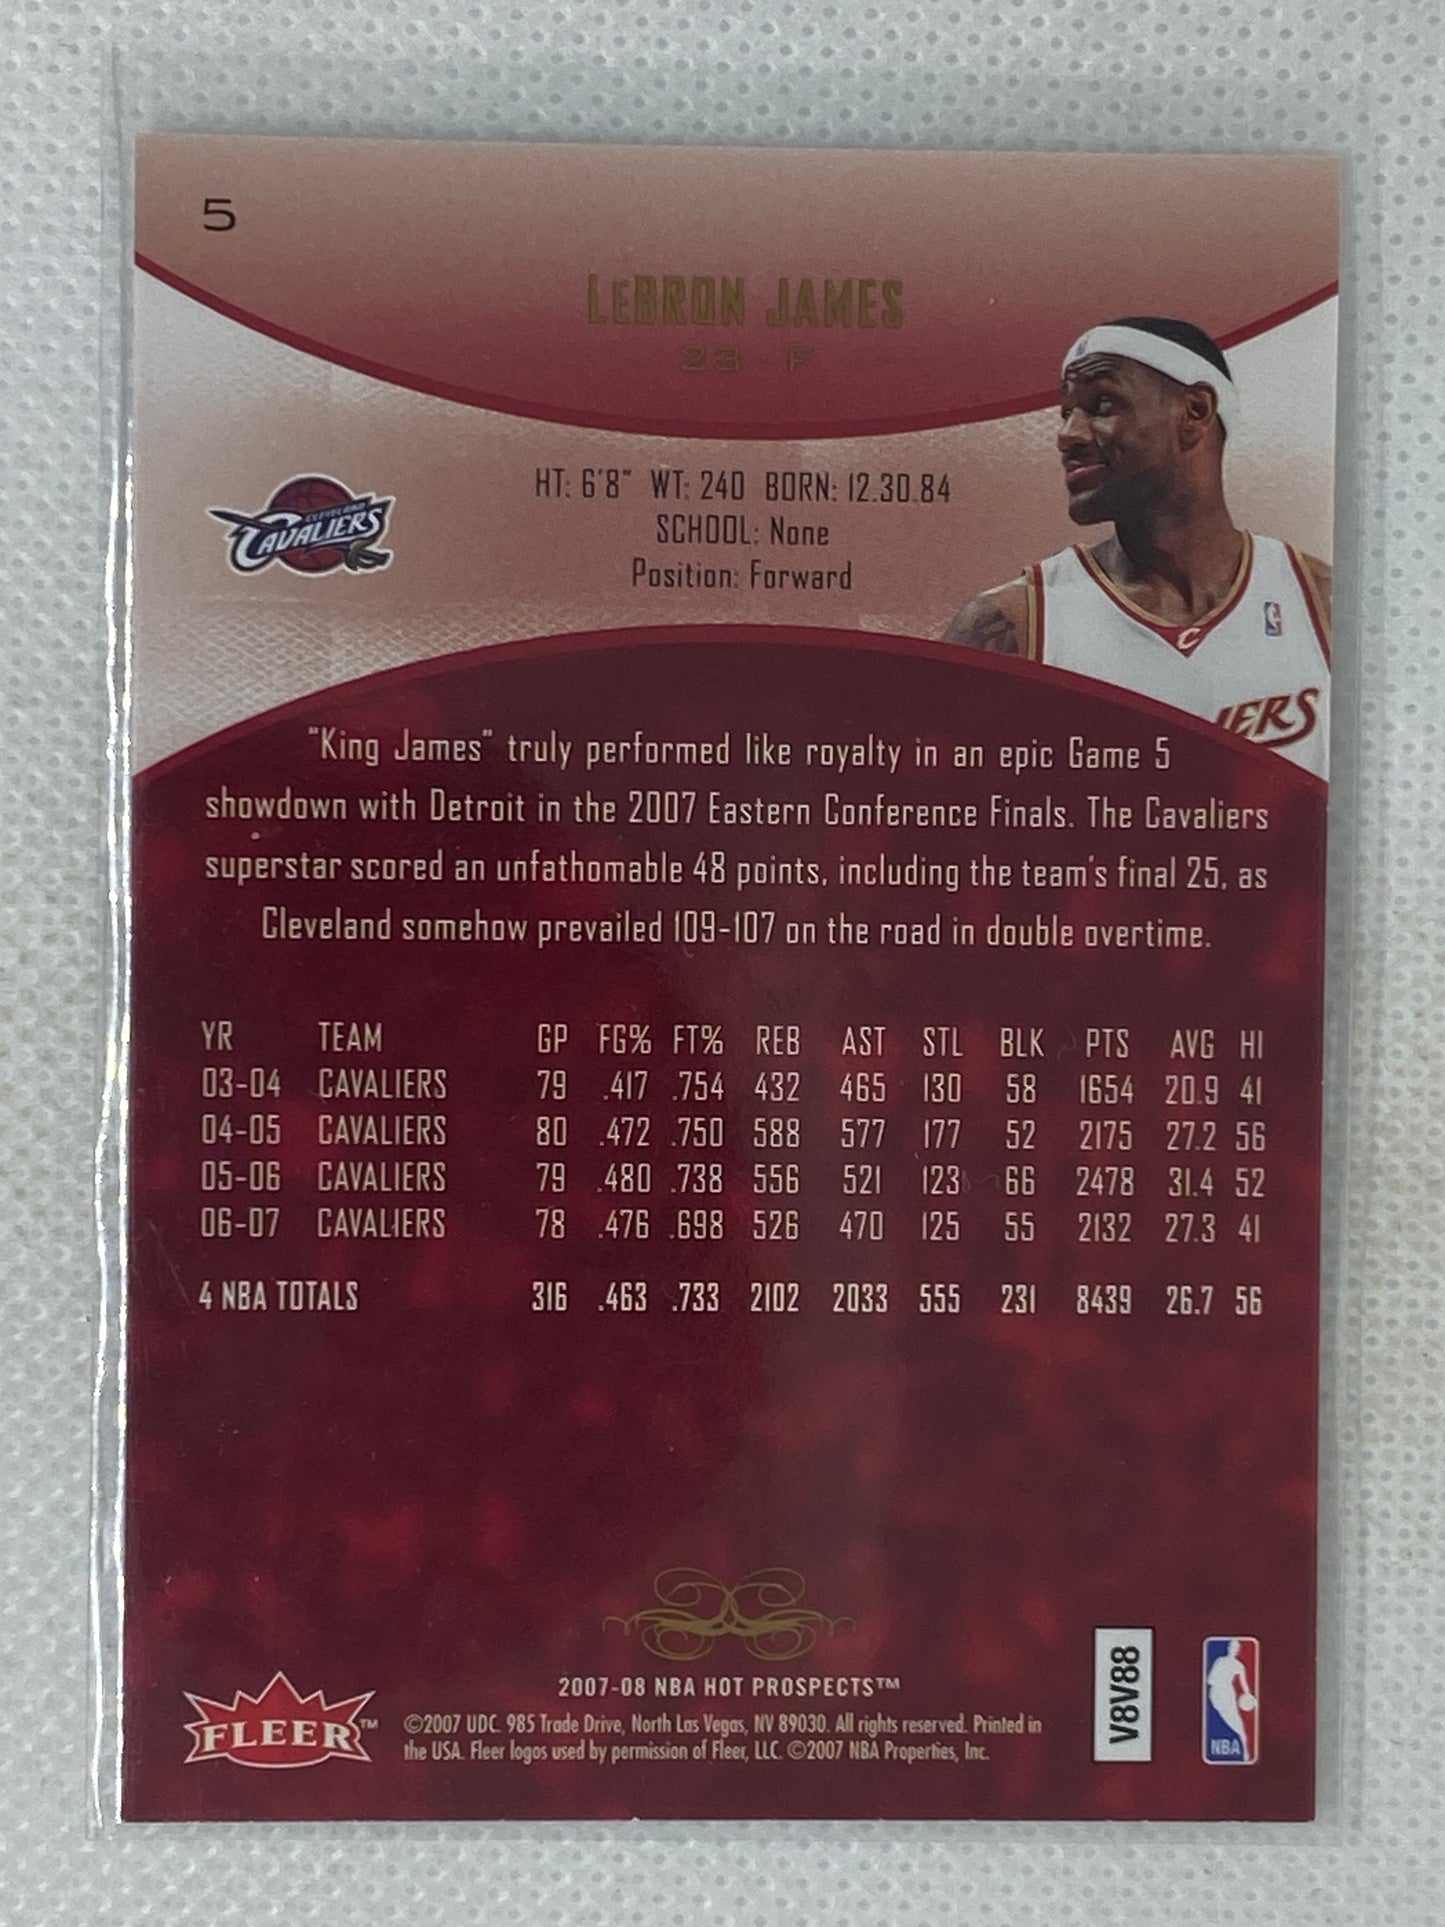 5
LEBRON JAMES
23 · F
CLEVELAND
CAVALIERS
HT: 6'8" WT: 240 BORN: 12.30.84
SCHOOL: None
Position: Forward
C
IERS
"King James" truly performed like royalty in an epic Game 5
showdown with Detroit in the 2007 Eastern Conference Finals. The Cavaliers
superstar scored an unfathomable 48 points, including the team's final 25, as
Cleveland somehow prevailed 109-107 on the road in double overtime.
YR TEAM GP FG% FT% REB AST STL BLK PTS AVG HI
03-04 CAVALIERS 79 .417 .754 432 465 130 58 1654 20.9 41
04-05 CAVALIERS 80 .472 .750 588 577 177 52 2175 27.2 56
05-06 CAVALIERS 79 .480 .738 556 521 123 66 2478 31.4 52
06-07 CAVALIERS 78 .476 .698 526 470 125 55 2132 27.3 41
4 NBA TOTALS 316 .463 .733 2102 2033 555 231 8439 26.7 56
2007-08 NBA HOT PROSPECTS™
FLEER™
©2007 UDC. 985 Trade Drive, North Las Vegas, NV 89030. All rights reserved. Printed in
the USA. Fleer logos used by permission of Fleer, LLC. ©2007 NBA Properties, Inc.
V8V88
NBA